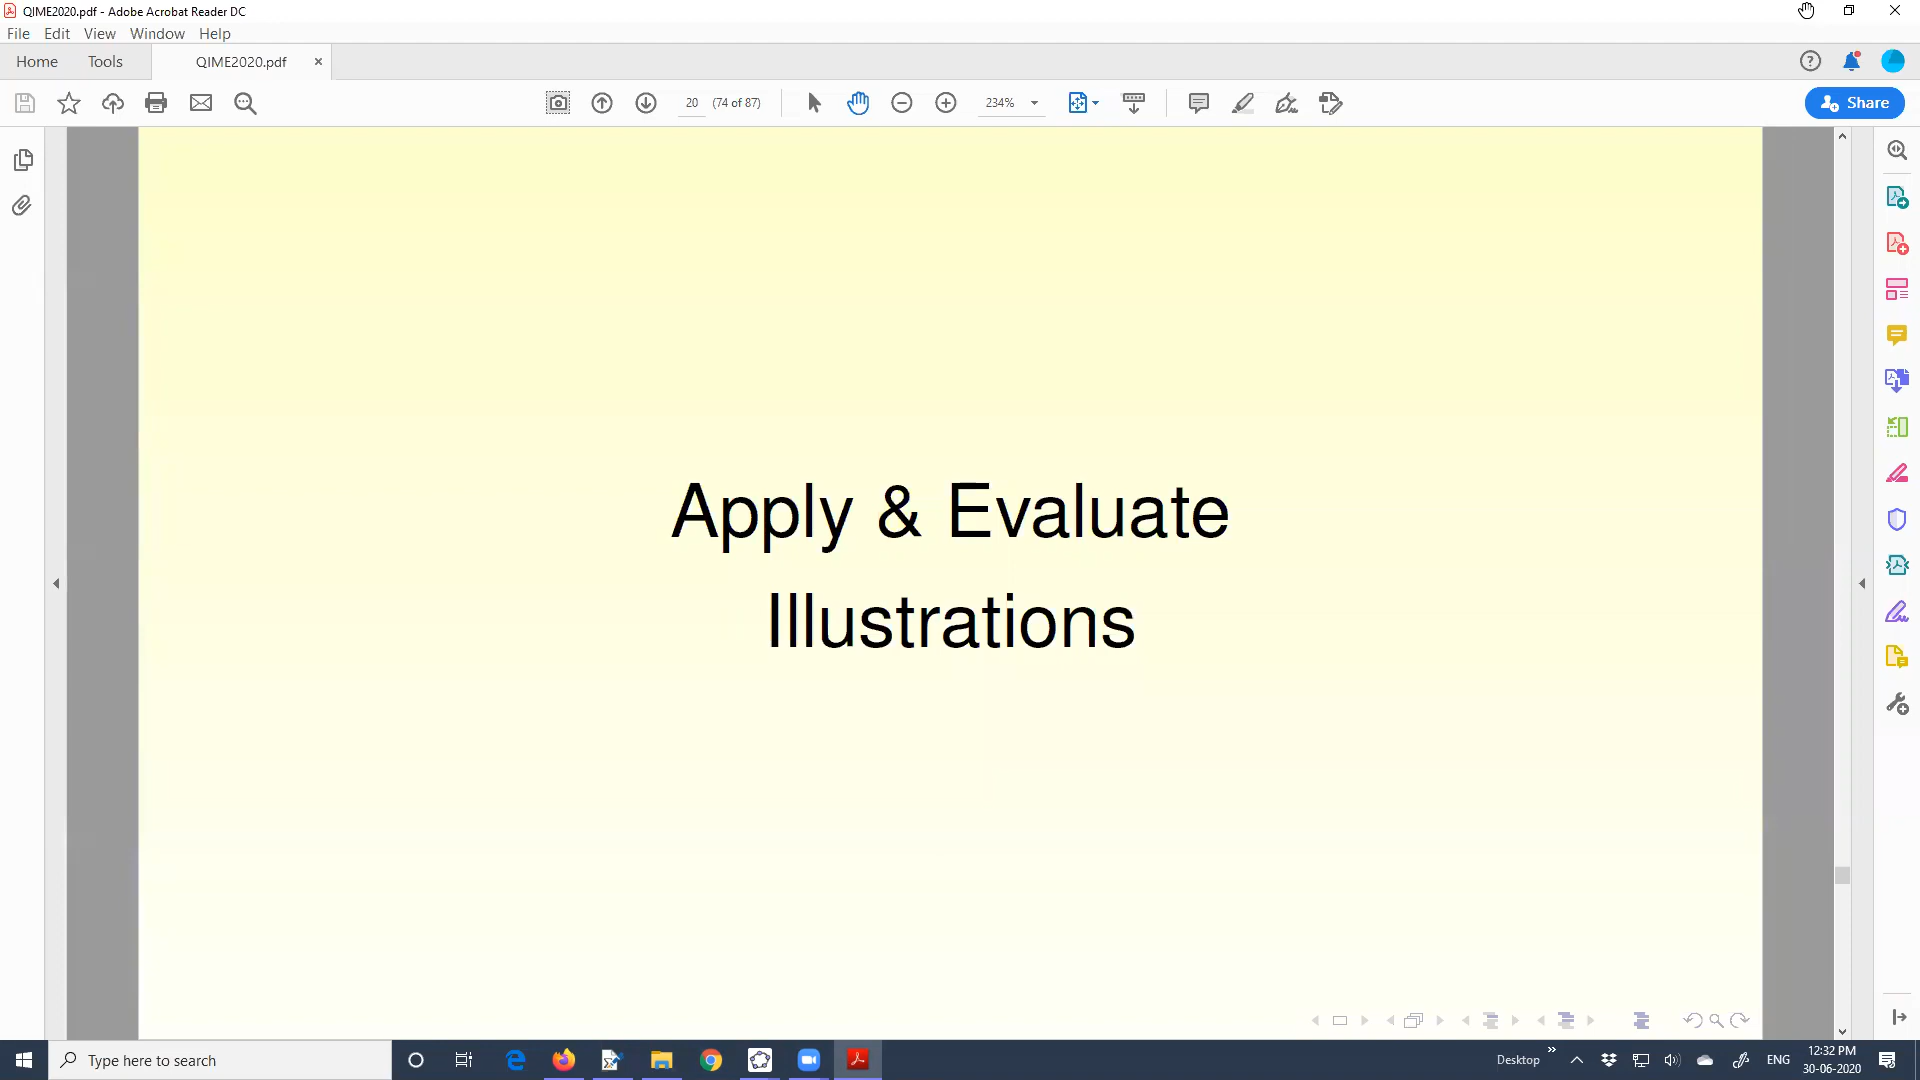 QIME2020.pdf - Adobe Acrobat Reader DC
File Edit View Window Help
Home Tools QIME2020.pdf
20 (74 of 87) 234% Share
Apply & Evaluate
Illustrations
Type here to search
Desktop ENG 12:32 PM
30-06-2020